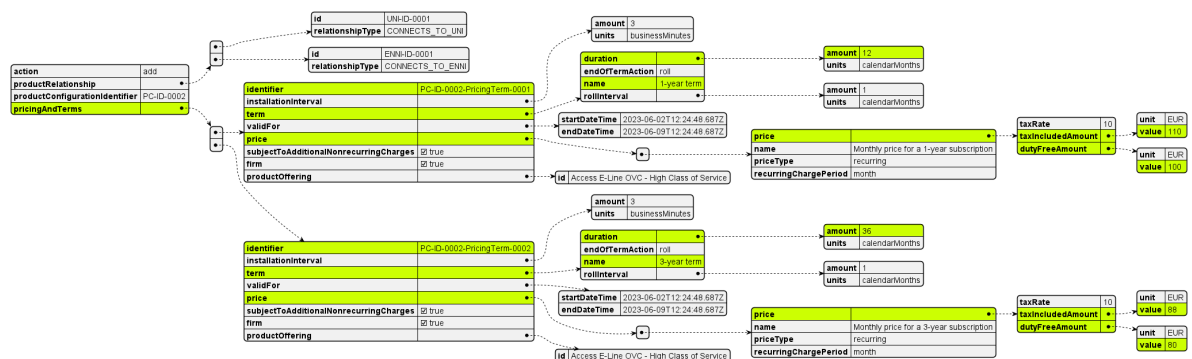 action add
productRelationship
productConfigurationIdentifier PC-ID-0002
pricingAndTerms
id UNI-ID-0001
relationshipType CONNECTS_TO_UNI
id ENNI-ID-0001
relationshipType CONNECTS_TO_ENNI
identifier PC-ID-0002-PricingTerm-0001
installationInterval
term
validFor
price
subjectToAdditionalNonrecurringCharges ☑ true
firm ☑ true
productOffering
amount 3
units businessMinutes
duration
endOfTermAction roll
name 1-year term
rollInterval
amount 12
units calendarMonths
amount 1
units calendarMonths
startDateTime 2023-06-02T12:24:48.687Z
endDateTime 2023-06-09T12:24:48.687Z
price
name Monthly price for a 1-year subscription
priceType recurring
recurringChargePeriod month
taxRate 10
taxIncludedAmount
dutyFreeAmount
unit EUR
value 110
unit EUR
value 100
id Access E-Line OVC - High Class of Service
identifier PC-ID-0002-PricingTerm-0002
installationInterval
term
validFor
price
subjectToAdditionalNonrecurringCharges ☑ true
firm ☑ true
productOffering
amount 3
units businessMinutes
duration
endOfTermAction roll
name 3-year term
rollInterval
amount 36
units calendarMonths
amount 1
units calendarMonths
startDateTime 2023-06-02T12:24:48.687Z
endDateTime 2023-06-09T12:24:48.687Z
price
name Monthly price for a 3-year subscription
priceType recurring
recurringChargePeriod month
taxRate 10
taxIncludedAmount
dutyFreeAmount
unit EUR
value 88
unit EUR
value 80
id Access E-Line OVC - High Class of Service